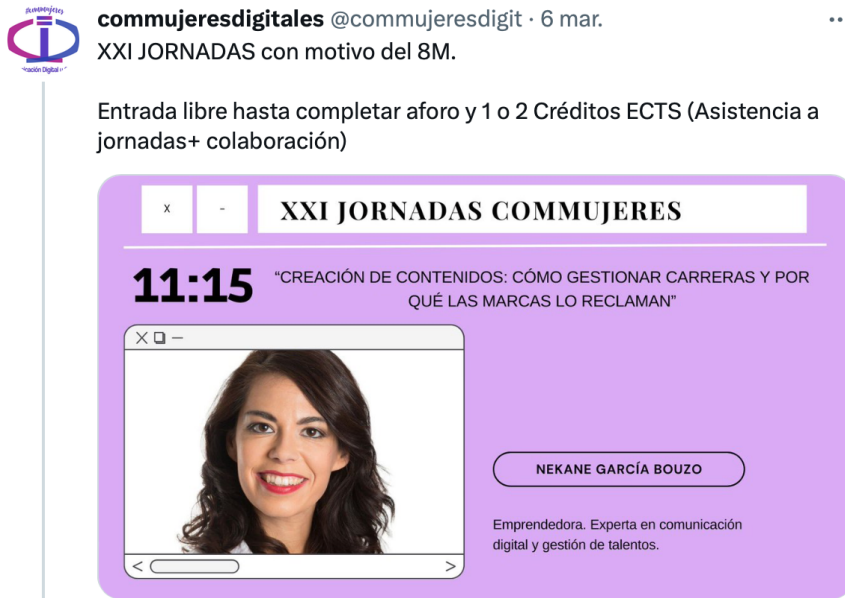 #commujeres
commujeresdigitales @commujeresdigit · 6 mar.
XXI JORNADAS con motivo del 8M.
Entrada libre hasta completar aforo y 1 o 2 Créditos ECTS (Asistencia a
jornadas+ colaboración)
X - XXI JORNADAS COMMUJERES
11:15 “CREACIÓN DE CONTENIDOS: CÓMO GESTIONAR CARRERAS Y POR
QUÉ LAS MARCAS LO RECLAMAN”
NEKANE GARCÍA BOUZO
Emprendedora. Experta en comunicación
digital y gestión de talentos.